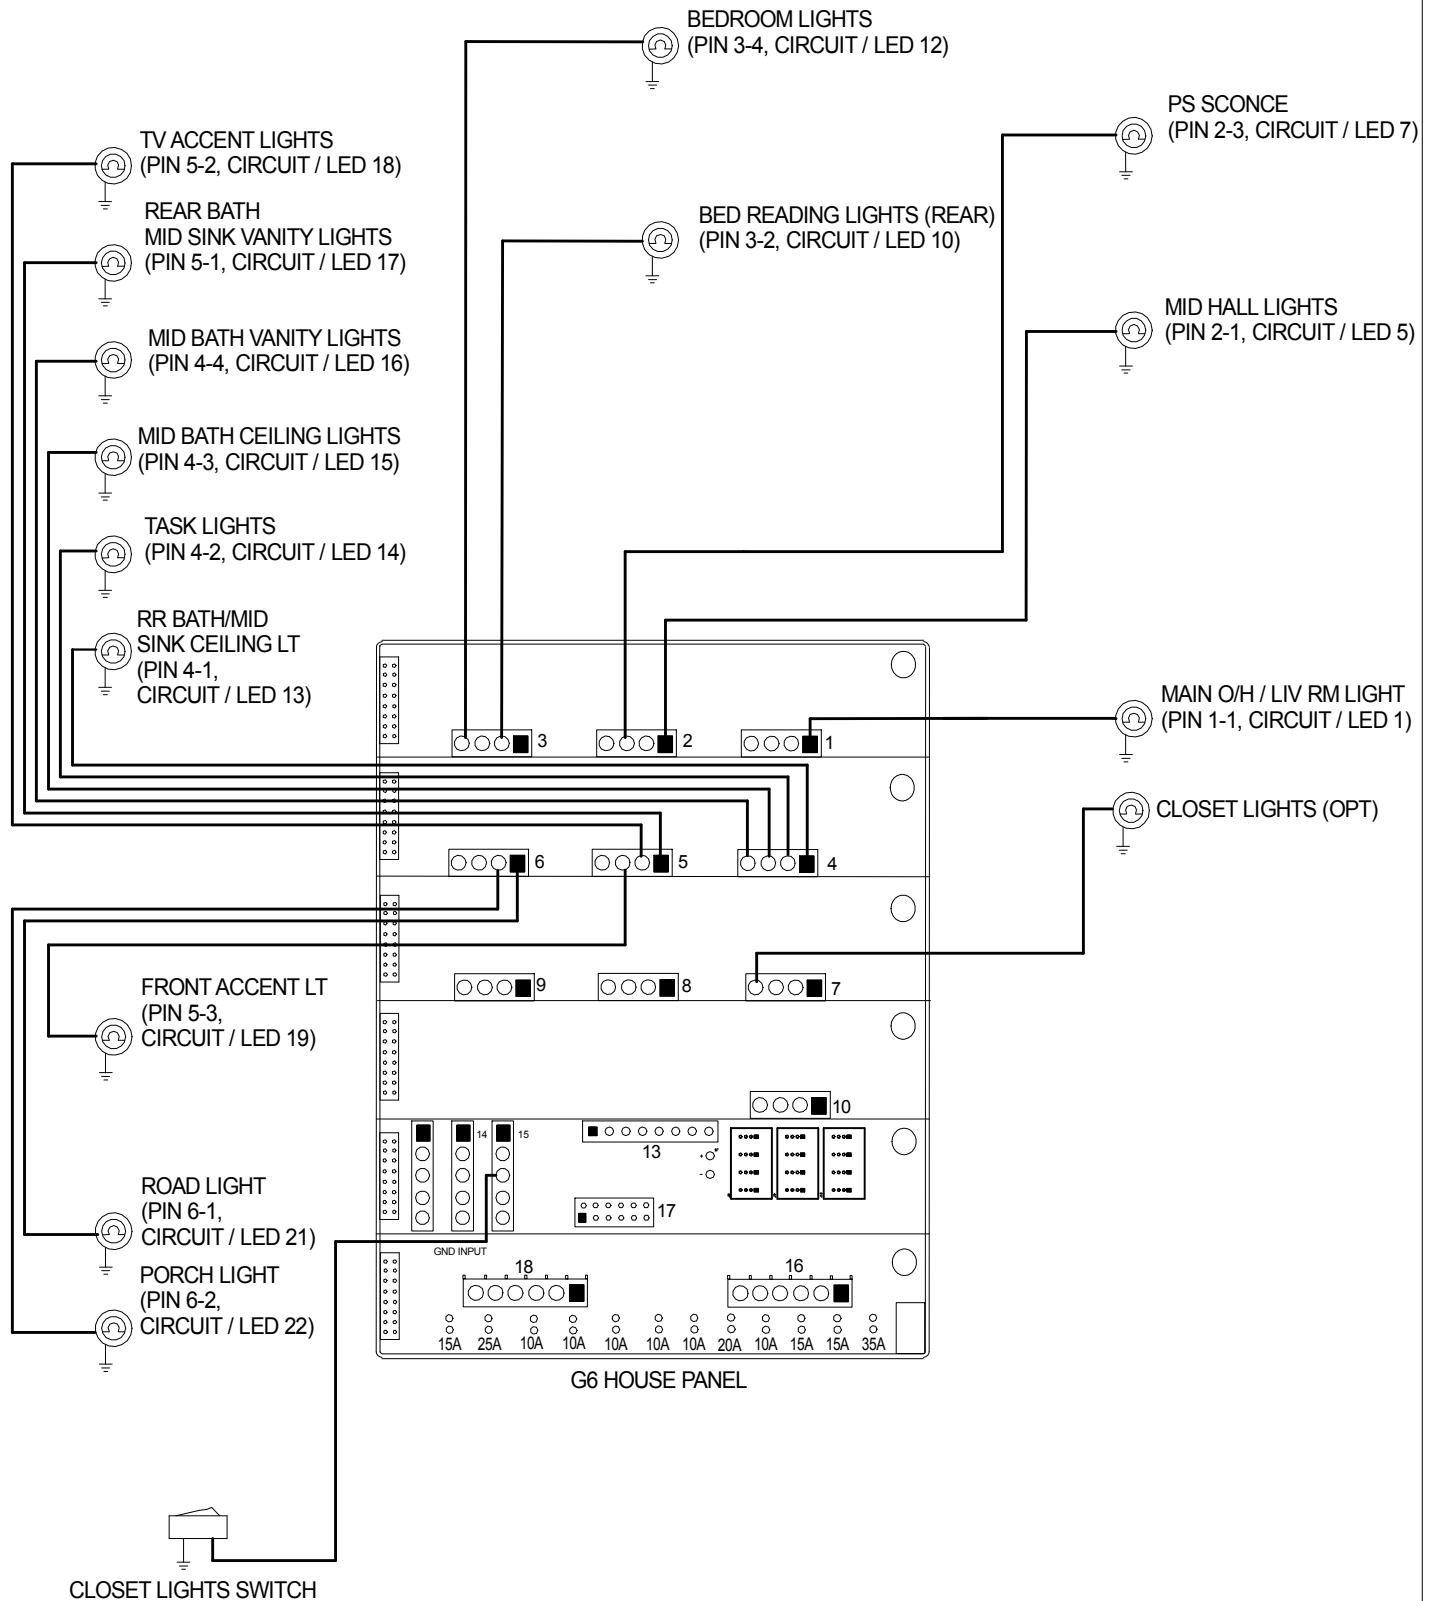 BEDROOM LIGHTS
(PIN 3-4, CIRCUIT / LED 12)
PS SCONCE
(PIN 2-3, CIRCUIT / LED 7)
TV ACCENT LIGHTS
(PIN 5-2, CIRCUIT / LED 18)
REAR BATH
MID SINK VANITY LIGHTS
(PIN 5-1, CIRCUIT / LED 17)
BED READING LIGHTS (REAR)
(PIN 3-2, CIRCUIT / LED 10)
MID HALL LIGHTS
(PIN 2-1, CIRCUIT / LED 5)
MID BATH VANITY LIGHTS
(PIN 4-4, CIRCUIT / LED 16)
MID BATH CEILING LIGHTS
(PIN 4-3, CIRCUIT / LED 15)
TASK LIGHTS
(PIN 4-2, CIRCUIT / LED 14)
RR BATH/MID
SINK CEILING LT
(PIN 4-1,
CIRCUIT / LED 13)
MAIN O/H / LIV RM LIGHT
(PIN 1-1, CIRCUIT / LED 1)
3
2
1
CLOSET LIGHTS (OPT)
6
5
4
FRONT ACCENT LT
(PIN 5-3,
CIRCUIT / LED 19)
9
8
7
10
14
15
13
17
ROAD LIGHT
(PIN 6-1,
CIRCUIT / LED 21)
PORCH LIGHT
(PIN 6-2,
CIRCUIT / LED 22)
GND INPUT
18
16
15A 25A 10A 10A 10A 10A 10A 20A 10A 15A 15A 35A
G6 HOUSE PANEL
CLOSET LIGHTS SWITCH